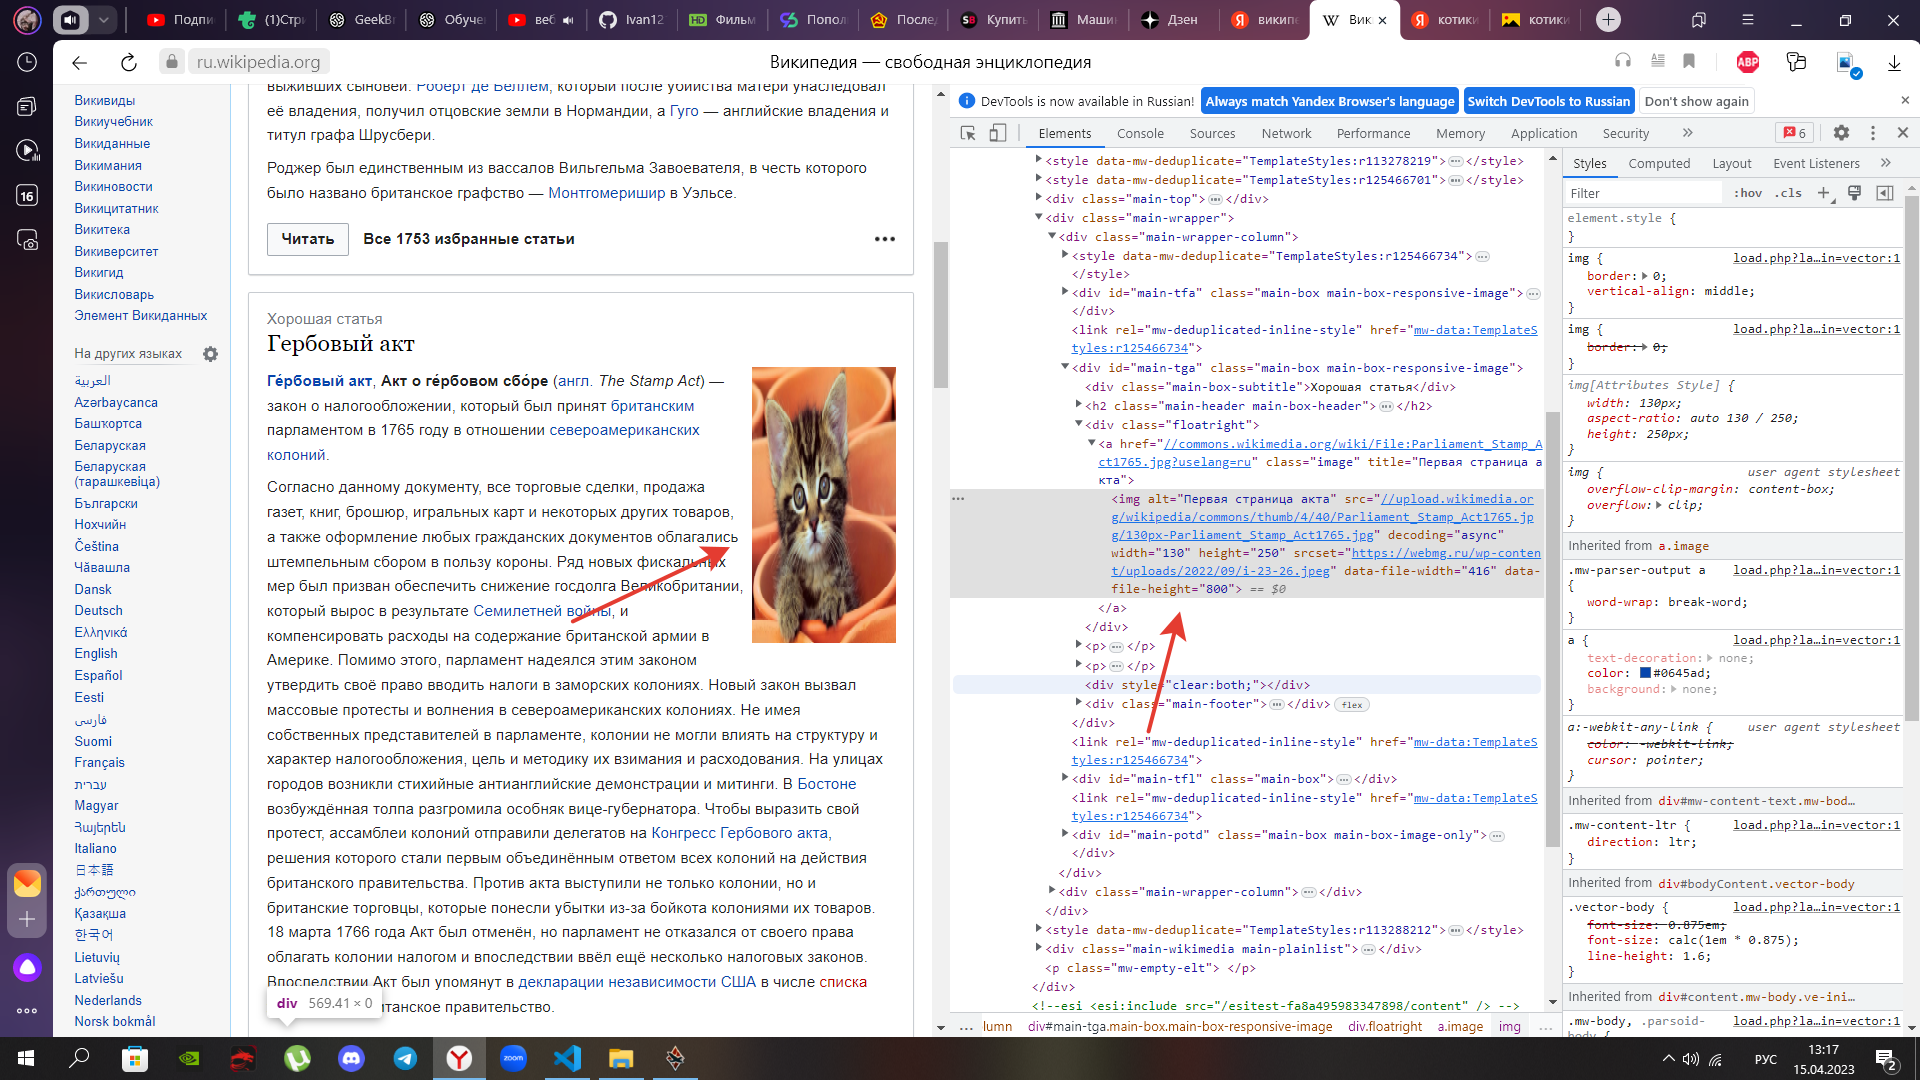 Подпи
(1)Стри
GeekBr
Обучен
веб
Ivan12
HD Фильм
Попол
Послед
SB Купить
Машин
Дзен
Я викип
W Вики
Я котики
котики
ru.wikipedia.org
Википедия — свободная энциклопедия
ABP
16
Викивиды
Викиучебник
Викиданные
Викимания
Викиновости
Викицитатник
Викитека
Викиверситет
Викигид
Викисловарь
Элемент Викиданных
На других языках
العربية
Azərbaycanca
Башҡортса
Беларуская
Беларуская
(тарашкевіца)
Български
Нохчийн
Čeština
Чӑвашла
Dansk
Deutsch
Ελληνικά
English
Español
Eesti
فارسی
Suomi
Français
עברית
Magyar
Հայերեն
Italiano
日本語
ქართული
Қазақша
한국어
Lietuvių
Latviešu
Nederlands
Norsk bokmål
выживших сыновей. Роберт де Беллем, который после убийства матери унаследовал
её владения, получил отцовские земли в Нормандии, а Гуго — английские владения и
титул графа Шрусбери.
Роджер был единственным из вассалов Вильгельма Завоевателя, в честь которого
было названо британское графство — Монтгомеришир в Уэльсе.
Читать
Все 1753 избранные статьи
Хорошая статья
Гербовый акт
Ге́рбовый акт, Акт о ге́рбовом сбо́ре (англ. The Stamp Act) —
закон о налогообложении, который был принят британским
парламентом в 1765 году в отношении североамериканских
колоний.
Согласно данному документу, все торговые сделки, продажа
газет, книг, брошюр, игральных карт и некоторых других товаров,
а также оформление любых гражданских документов облагались
штемпельным сбором в пользу короны. Ряд новых фискальных
мер был призван обеспечить снижение госдолга Великобритании,
который вырос в результате Семилетней войны, и
компенсировать расходы на содержание британской армии в
Америке. Помимо этого, парламент надеялся этим законом
утвердить своё право вводить налоги в заморских колониях. Новый закон вызвал
массовые протесты и волнения в североамериканских колониях. Не имея
собственных представителей в парламенте, колонии не могли влиять на структуру и
характер налогообложения, цель и методику их взимания и расходования. На улицах
городов возникли стихийные антианглийские демонстрации и митинги. В Бостоне
возбуждённая толпа разгромила особняк вице-губернатора. Чтобы выразить свой
протест, ассамблеи колоний отправили делегатов на Конгресс Гербового акта,
решения которого стали первым объединённым ответом всех колоний на действия
британского правительства. Против акта выступили не только колонии, но и
британские торговцы, которые понесли убытки из-за бойкота колониями их товаров.
18 марта 1766 года Акт был отменён, но парламент не отказался от своего права
облагать колонии налогом и впоследствии ввёл ещё несколько налоговых законов.
Впоследствии Акт был упомянут в декларации независимости США в числе списка
танское правительство.
div 569.41 × 0
DevTools is now available in Russian!
Always match Yandex Browser's language
Switch DevTools to Russian
Don't show again
Elements
Console
Sources
Network
Performance
Memory
Application
Security
6
<style data-mw-deduplicate="TemplateStyles:r113278219"></style>
<style data-mw-deduplicate="TemplateStyles:r125466701"></style>
<div class="main-top"></div>
<div class="main-wrapper">
<div class="main-wrapper-column">
<style data-mw-deduplicate="TemplateStyles:r125466734">
</style>
<div id="main-tfa" class="main-box main-box-responsive-image">
</div>
<link rel="mw-deduplicated-inline-style" href="mw-data:TemplateS
tyles:r125466734">
<div id="main-tga" class="main-box main-box-responsive-image">
<div class="main-box-subtitle">Хорошая статья</div>
<h2 class="main-header main-box-header"></h2>
<div class="floatright">
<a href="//commons.wikimedia.org/wiki/File:Parliament_Stamp_A
ct1765.jpg?uselang=ru" class="image" title="Первая страница а
кта">
<img alt="Первая страница акта" src="//upload.wikimedia.or
g/wikipedia/commons/thumb/4/40/Parliament_Stamp_Act1765.jp
g/130px-Parliament_Stamp_Act1765.jpg" decoding="async"
width="130" height="250" srcset="https://webmg.ru/wp-conten
t/uploads/2022/09/i-23-26.jpeg" data-file-width="416" data-
file-height="800"> == $0
</a>
</div>
<p></p>
<p></p>
<div style="clear:both;"></div>
<div class="main-footer"></div> flex
</div>
<link rel="mw-deduplicated-inline-style" href="mw-data:TemplateS
tyles:r125466734">
<div id="main-tfl" class="main-box"></div>
<link rel="mw-deduplicated-inline-style" href="mw-data:TemplateS
tyles:r125466734">
<div id="main-potd" class="main-box main-box-image-only">
</div>
</div>
<div class="main-wrapper-column"></div>
</div>
<style data-mw-deduplicate="TemplateStyles:r113288212"></style>
<div class="main-wikimedia main-plainlist"></div>
<p class="mw-empty-elt"> </p>
</div>
<!--esi <esi:include src="/esitest-fa8a495983347898/content" /> -->
... lumn div#main-tga.main-box.main-box-responsive-image div.floatright a.image img ...
Styles
Computed
Layout
Event Listeners
Filter
:hov .cls
element.style {
}
img { load.php?la…in=vector:1
border: 0;
vertical-align: middle;
}
img { load.php?la…in=vector:1
border: 0;
}
img[Attributes Style] {
width: 130px;
aspect-ratio: auto 130 / 250;
height: 250px;
}
img { user agent stylesheet
overflow-clip-margin: content-box;
overflow: clip;
}
Inherited from a.image
.mw-parser-output a load.php?la…in=vector:1
{
word-wrap: break-word;
}
a { load.php?la…in=vector:1
text-decoration: none;
color: #0645ad;
background: none;
}
a:-webkit-any-link { user agent stylesheet
color: -webkit-link;
cursor: pointer;
}
Inherited from div#mw-content-text.mw-bod…
.mw-content-ltr { load.php?la…in=vector:1
direction: ltr;
}
Inherited from div#bodyContent.vector-body
.vector-body { load.php?la…in=vector:1
font-size: 0.875em;
font-size: calc(1em * 0.875);
line-height: 1.6;
}
Inherited from div#content.mw-body.ve-ini…
.mw-body, .parsoid- load.php?la…in=vector:1
zoom
РУС
13:17
15.04.2023
2